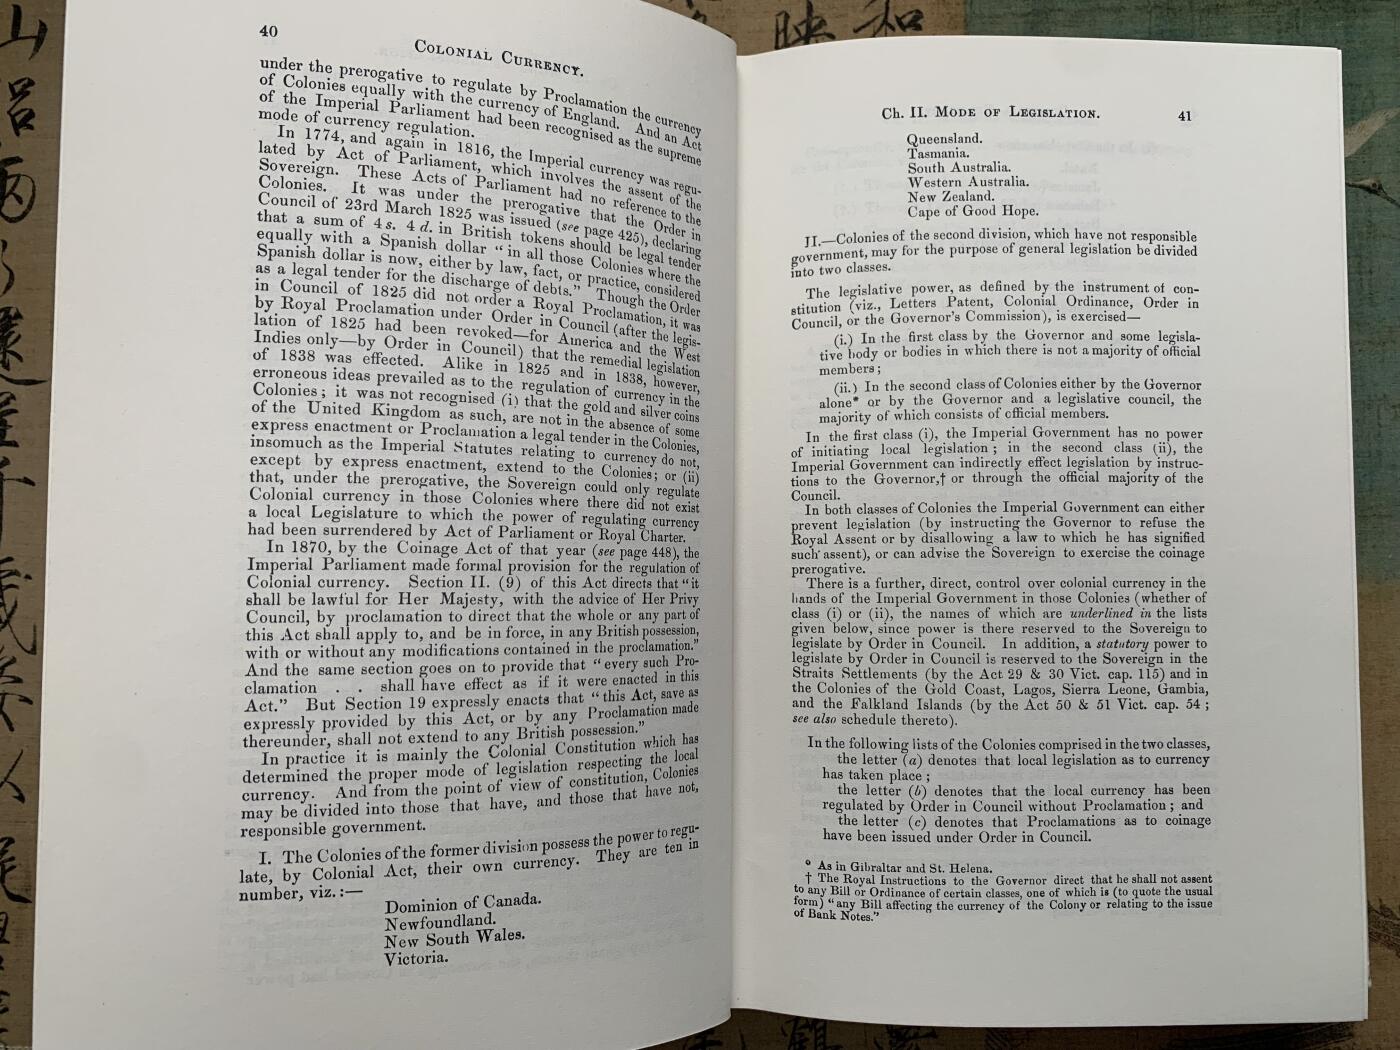 40
COLONIAL CURRENCY.
under the prerogative to regulate by Proclamation the currency
of Colonies equally with the currency of England. And an Act
of the Imperial Parliament had been recognised as the supreme
mode of currency regulation.
In 1774, and again in 1816, the Imperial currency was regu-
lated by Act of Parliament, which involves the assent of the
Sovereign. These Acts of Parliament had no reference to the
Colonies. It was under the prerogative that the Order in
Council of 23rd March 1825 was issued (see page 425), declaring
that a sum of 4 s. 4 d. in British tokens should be legal tender
equally with a Spanish dollar "in all those Colonies where the
Spanish dollar is now, either by law, fact, or practice, considered
as a legal tender for the discharge of debts." Though the Order
in Council of 1825 did not order a Royal Proclamation, it was
by Royal Proclamation under Order in Council (after the legis-
lation of 1825 had been revoked—for America and the West
Indies only—by Order in Council) that the remedial legislation
of 1838 was effected. Alike in 1825 and in 1838, however,
erroneous ideas prevailed as to the regulation of currency in the
Colonies; it was not recognised (i) that the gold and silver coins
of the United Kingdom as such, are not in the absence of some
express enactment or Proclamation a legal tender in the Colonies,
insomuch as the Imperial Statutes relating to currency do not,
except by express enactment, extend to the Colonies; or (ii)
that, under the prerogative, the Sovereign could only regulate
Colonial currency in those Colonies where there did not exist
a local Legislature to which the power of regulating currency
had been surrendered by Act of Parliament or Royal Charter.
In 1870, by the Coinage Act of that year (see page 448), the
Imperial Parliament made formal provision for the regulation of
Colonial currency. Section II. (9) of this Act directs that "it
shall be lawful for Her Majesty, with the advice of Her Privy
Council, by proclamation to direct that the whole or any part of
this Act shall apply to, and be in force, in any British possession,
with or without any modifications contained in the proclamation."
And the same section goes on to provide that "every such Pro-
clamation . . shall have effect as if it were enacted in this
Act." But Section 19 expressly enacts that "this Act, save as
expressly provided by this Act, or by any Proclamation made
thereunder, shall not extend to any British possession."
In practice it is mainly the Colonial Constitution which has
determined the proper mode of legislation respecting the local
currency. And from the point of view of constitution, Colonies
may be divided into those that have, and those that have not,
responsible government.
I. The Colonies of the former division possess the power to regu-
late, by Colonial Act, their own currency. They are ten in
number, viz.:—
Dominion of Canada.
Newfoundland.
New South Wales.
Victoria.
Ch. II. MODE OF LEGISLATION. 41
Queensland.
Tasmania.
South Australia.
Western Australia.
New Zealand.
Cape of Good Hope.
II.—Colonies of the second division, which have not responsible
government, may for the purpose of general legislation be divided
into two classes.
The legislative power, as defined by the instrument of con-
stitution (viz., Letters Patent, Colonial Ordinance, Order in
Council, or the Governor's Commission), is exercised—
(i.) In the first class by the Governor and some legisla-
tive body or bodies in which there is not a majority of official
members;
(ii.) In the second class of Colonies either by the Governor
alone* or by the Governor and a legislative council, the
majority of which consists of official members.
In the first class (i), the Imperial Government has no power
of initiating local legislation; in the second class (ii), the
Imperial Government can indirectly effect legislation by instruc-
tions to the Governor,† or through the official majority of the
Council.
In both classes of Colonies the Imperial Government can either
prevent legislation (by instructing the Governor to refuse the
Royal Assent or by disallowing a law to which he has signified
such assent), or can advise the Sovereign to exercise the coinage
prerogative.
There is a further, direct, control over colonial currency in the
hands of the Imperial Government in those Colonies (whether of
class (i) or (ii), the names of which are underlined in the lists
given below, since power is there reserved to the Sovereign to
legislate by Order in Council. In addition, a statutory power to
legislate by Order in Council is reserved to the Sovereign in the
Straits Settlements (by the Act 29 & 30 Vict. cap. 115) and in
the Colonies of the Gold Coast, Lagos, Sierra Leone, Gambia,
and the Falkland Islands (by the Act 50 & 51 Vict. cap. 54;
see also schedule thereto).
In the following lists of the Colonies comprised in the two classes,
the letter (a) denotes that local legislation as to currency
has taken place;
the letter (b) denotes that the local currency has been
regulated by Order in Council without Proclamation; and
the letter (c) denotes that Proclamations as to coinage
have been issued under Order in Council.
* As in Gibraltar and St. Helena.
† The Royal Instructions to the Governor direct that he shall not assent
to any Bill or Ordinance of certain classes, one of which is (to quote the usual
form) "any Bill affecting the currency of the Colony or relating to the issue
of Bank Notes."